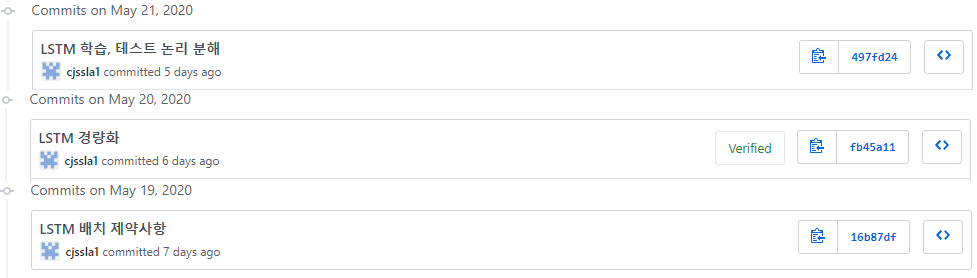 Commits on May 21, 2020
LSTM 학습, 테스트 논리 분해
cjssla1 committed 5 days ago
497fd24
Commits on May 20, 2020
LSTM 경량화
cjssla1 committed 6 days ago
Verified
fb45a11
Commits on May 19, 2020
LSTM 배치 제약사항
cjssla1 committed 7 days ago
16b87df